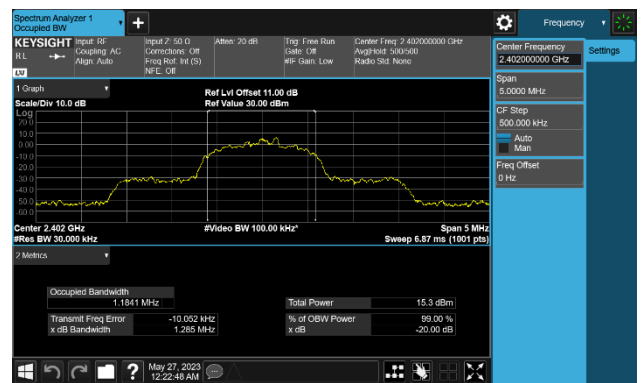 Spectrum Analyzer 1
Occupied BW
Frequency
KEYSIGHT
RL
LV
Input: RF
Coupling: AC
Align: Auto
Input Z: 50 Ω
Corrections: Off
Freq Ref: Int (S)
NFE: Off
Atten: 20 dB
Trig: Free Run
Gate: Off
#IF Gain: Low
Center Freq: 2.402000000 GHz
Avg|Hold: 500/500
Radio Std: None
Center Frequency
2.402000000 GHz
Settings
Span
5.0000 MHz
CF Step
500.000 kHz
Auto
Man
Freq Offset
0 Hz
1 Graph
Scale/Div 10.0 dB
Ref Lvl Offset 11.00 dB
Ref Value 30.00 dBm
Log
20.0
10.0
0.00
-10.0
-20.0
-30.0
-40.0
-50.0
-60.0
Center 2.402 GHz
#Video BW 100.00 kHz*
Span 5 MHz
#Res BW 30.000 kHz
Sweep 6.87 ms (1001 pts)
2 Metrics
Occupied Bandwidth
1.1841 MHz
Total Power 15.3 dBm
Transmit Freq Error -10.052 kHz
% of OBW Power 99.00 %
x dB Bandwidth 1.285 MHz
x dB -20.00 dB
May 27, 2023
12:22:48 AM